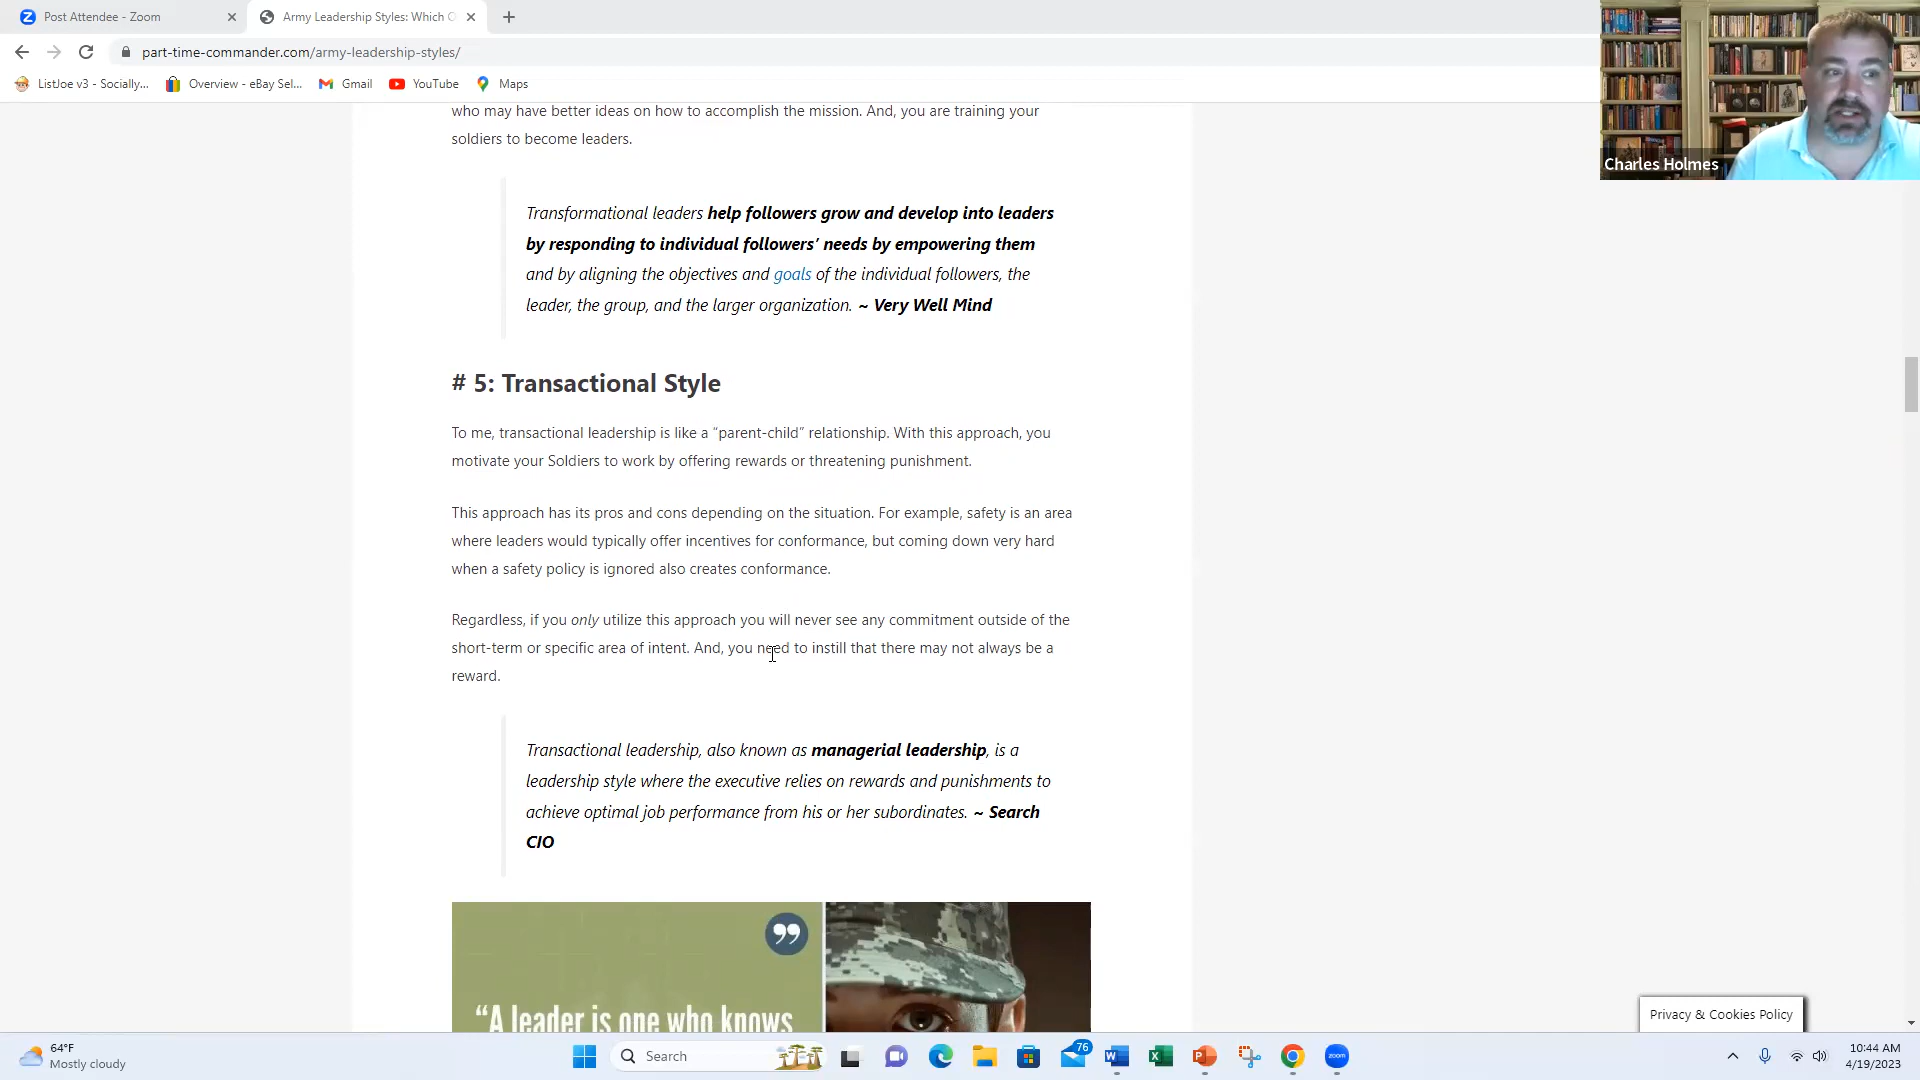 Post Attendee - Zoom
Army Leadership Styles: Which O
part-time-commander.com/army-leadership-styles/
ListJoe v3 - Socially...
Overview - eBay Sel...
Gmail
YouTube
Maps
Charles Holmes
who may have better ideas on how to accomplish the mission. And, you are training your
soldiers to become leaders.
Transformational leaders help followers grow and develop into leaders
by responding to individual followers’ needs by empowering them
and by aligning the objectives and goals of the individual followers, the
leader, the group, and the larger organization. ~ Very Well Mind
# 5: Transactional Style
To me, transactional leadership is like a “parent-child” relationship. With this approach, you
motivate your Soldiers to work by offering rewards or threatening punishment.
This approach has its pros and cons depending on the situation. For example, safety is an area
where leaders would typically offer incentives for conformance, but coming down very hard
when a safety policy is ignored also creates conformance.
Regardless, if you only utilize this approach you will never see any commitment outside of the
short-term or specific area of intent. And, you need to instill that there may not always be a
reward.
Transactional leadership, also known as managerial leadership, is a
leadership style where the executive relies on rewards and punishments to
achieve optimal job performance from his or her subordinates. ~ Search
CIO
“A leader is one who knows
Privacy & Cookies Policy
64°F
Mostly cloudy
Search
76
zoom
10:44 AM
4/19/2023